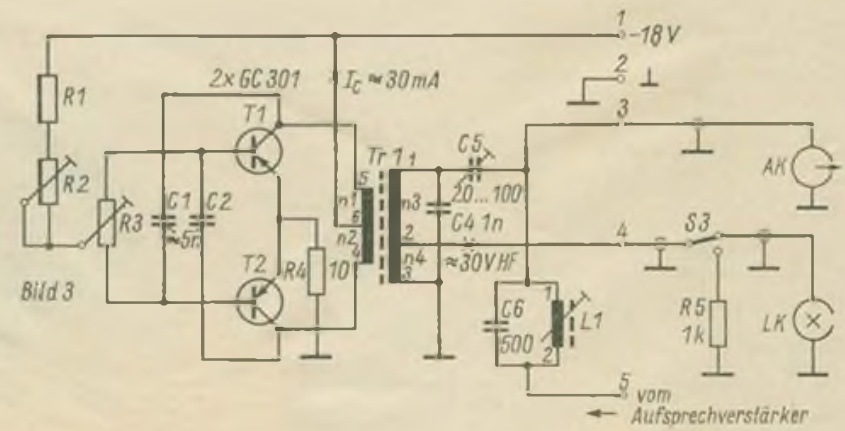 1
-18V
2
2x GC 301
IC ≈ 30mA
3
R1
T1
Tr 1
1
C5
AK
R2
5
20...100
n1
n3
C1
C2
6
C4 1n
S3
R3
n2
2
4
≈5n
4
n4
≈30V HF
T2
R4
3
10
Bild 3
C6
1
L1
R5
LK
500
1k
2
5
vom
Aufsprechverstärker